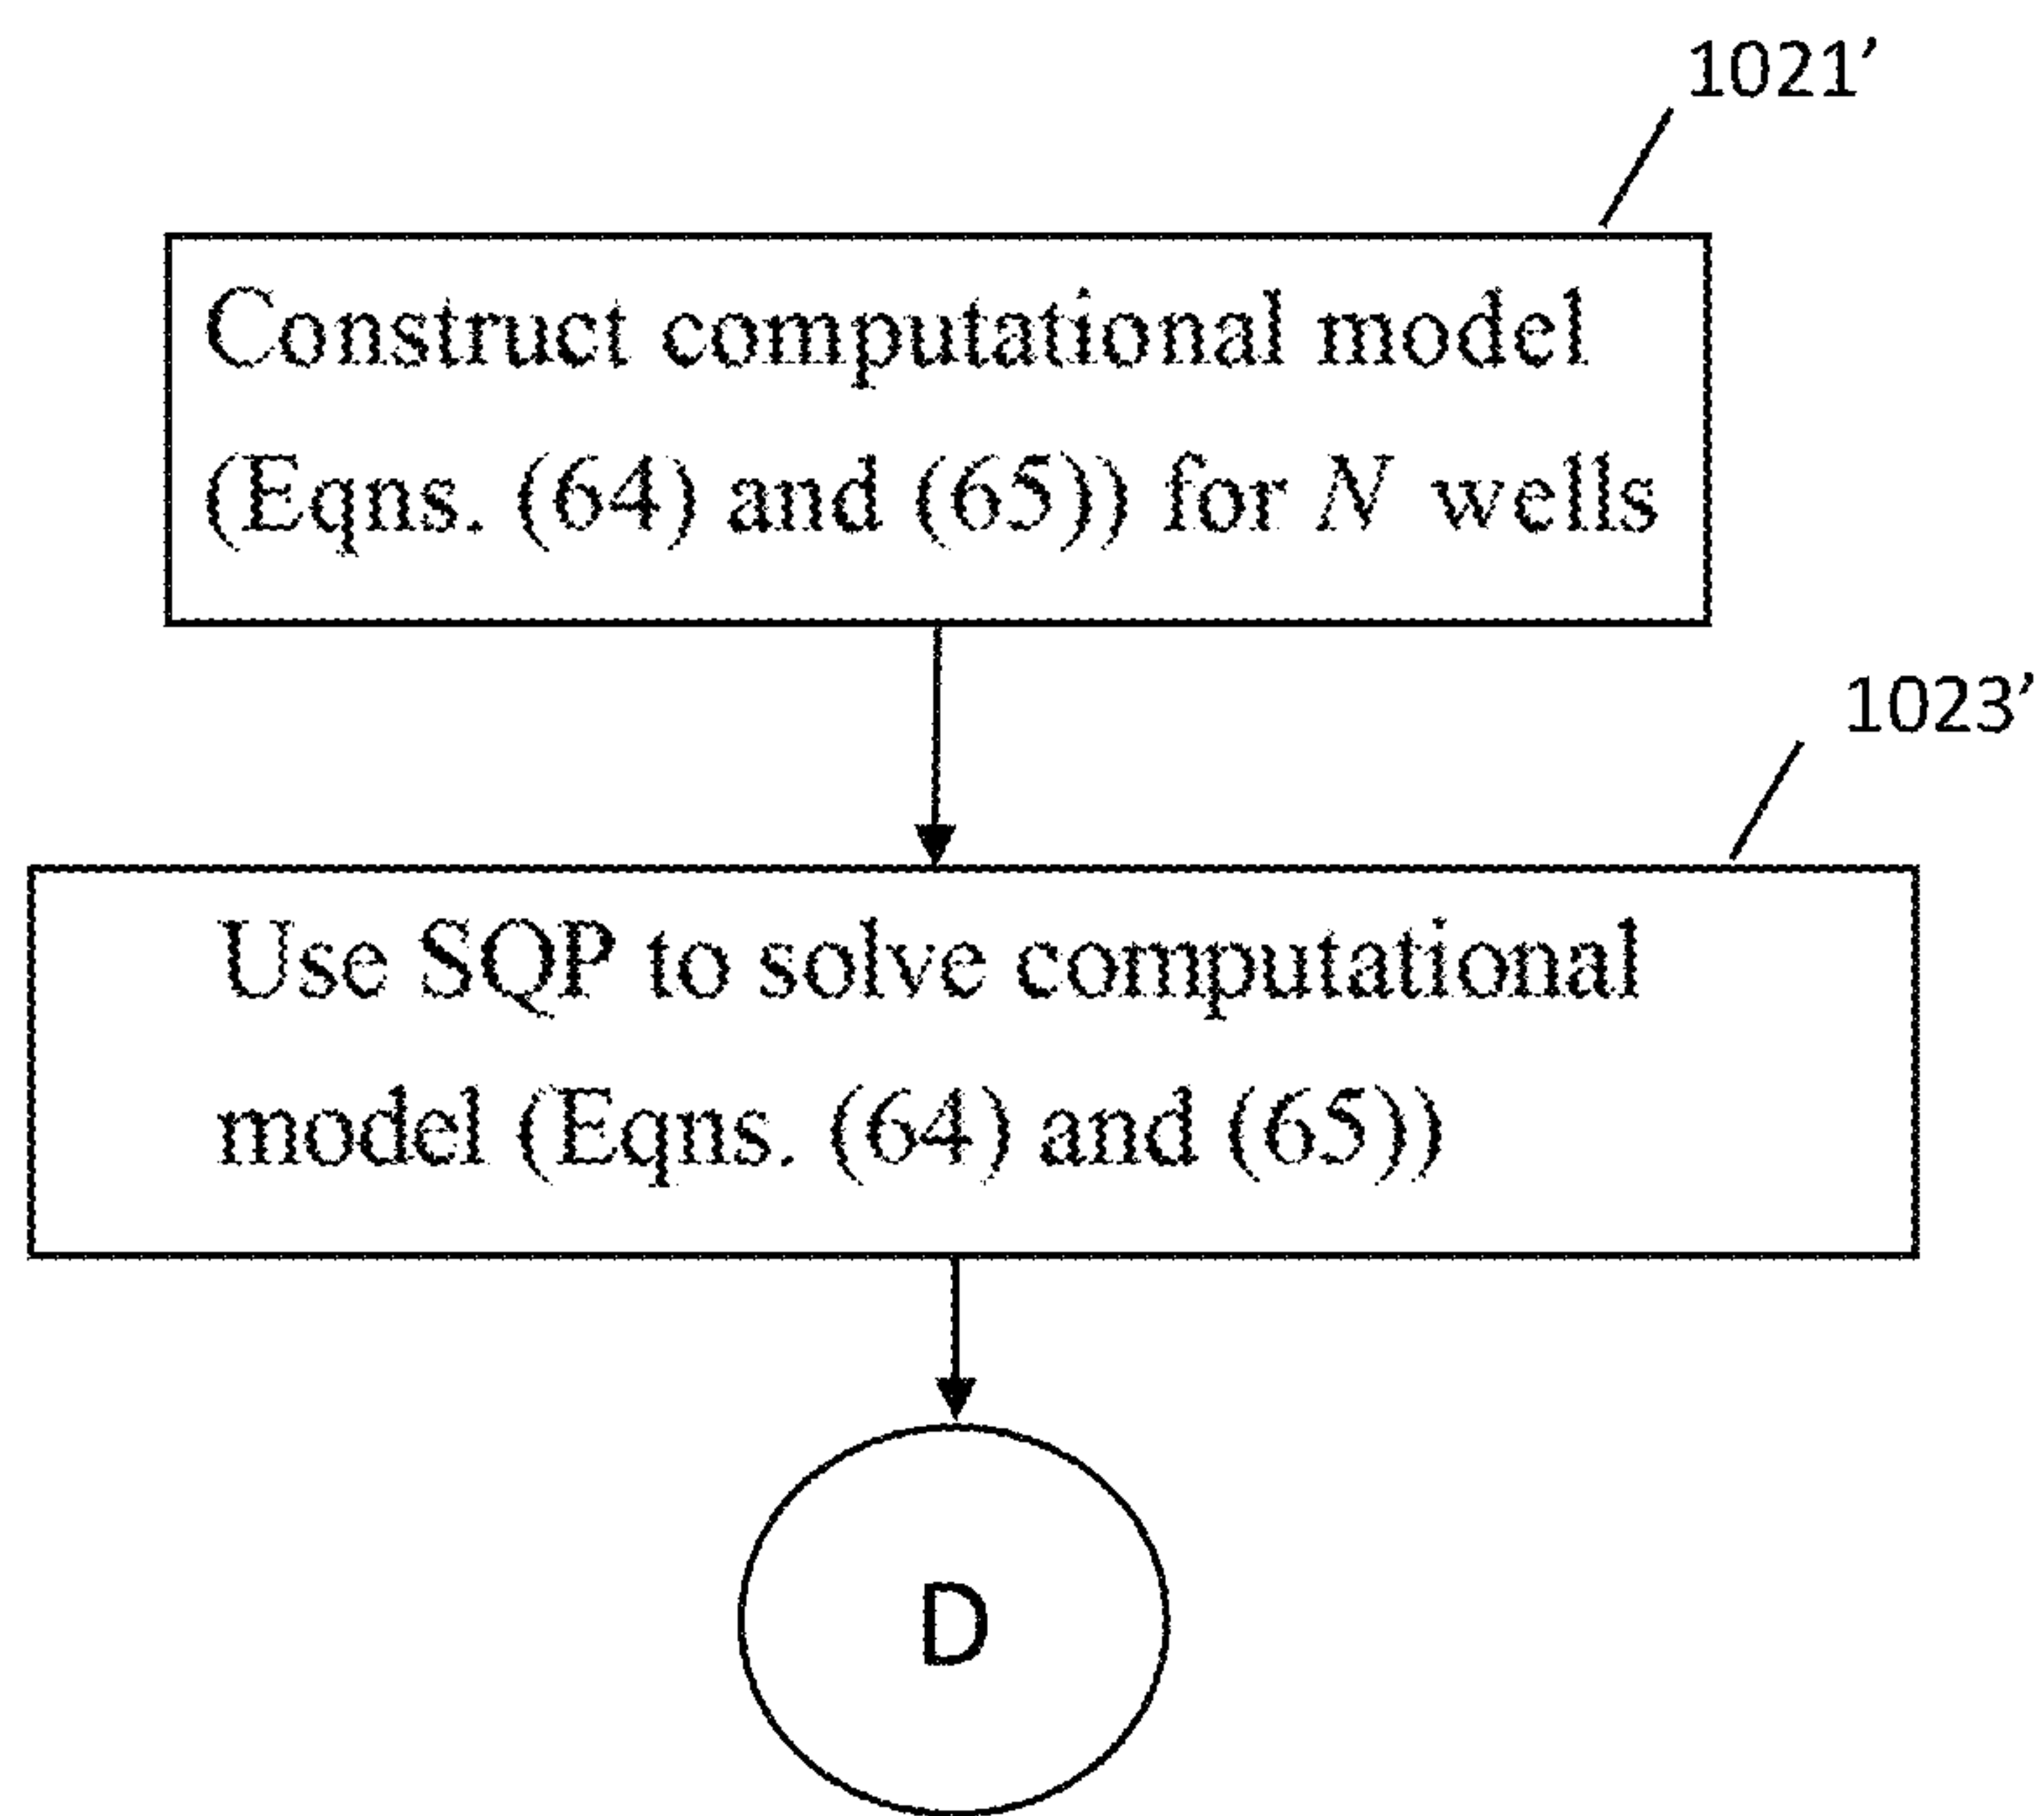 1021’
Construct computational model
(Eqns. (64) and (65)) for N wells
1023’
Use SQP to solve computational
model (Eqns. (64) and (65))
D